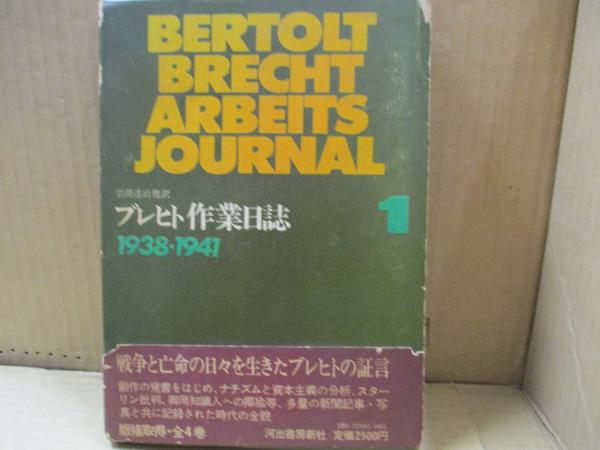 BERTOLT
BRECHT
ARBEITS
JOURNAL
岩淵達治他訳
ブレヒト作業日誌 1
1938·1941
戦争と亡命の日々を生きたブレヒトの証言
創作の覚書をはじめ、ナチズムと資本主義の分析、スター
リン批判、御用知識人への揶揄等、多量の新聞記事・写
真と共に記録された時代の全貌
版権取得・全4巻 河出書房新社 定価2500円